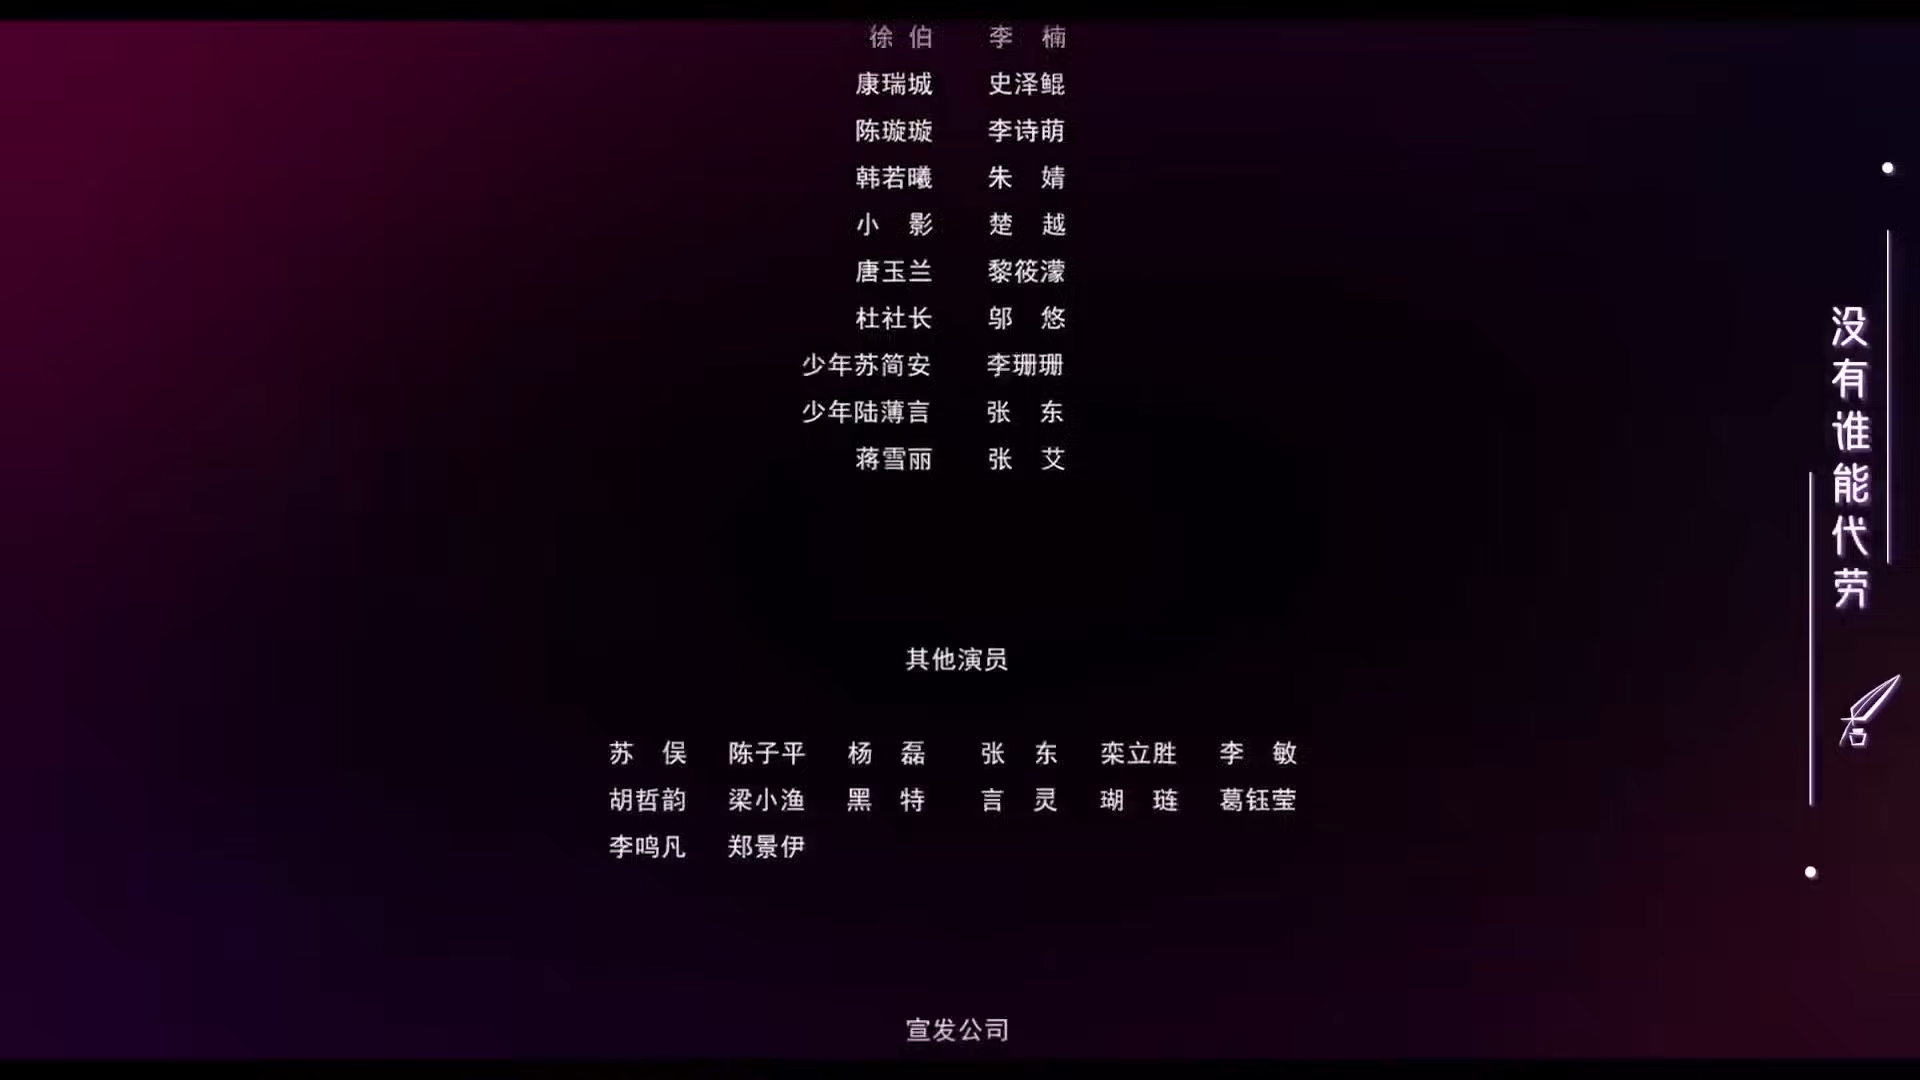 徐伯 李楠
康瑞城 史泽鲲
陈璇璇 李诗萌
韩若曦 朱婧
小影 楚越
唐玉兰 黎筱濛
杜社长 邬悠
少年苏简安 李珊珊
少年陆薄言 张东
蒋雪丽 张艾
其他演员
苏俣 陈子平 杨磊 张东 栾立胜 李敏
胡哲韵 梁小渔 黑特 言灵 瑚琏 葛钰莹
李鸣凡 郑景伊
宣发公司
没有谁能代劳